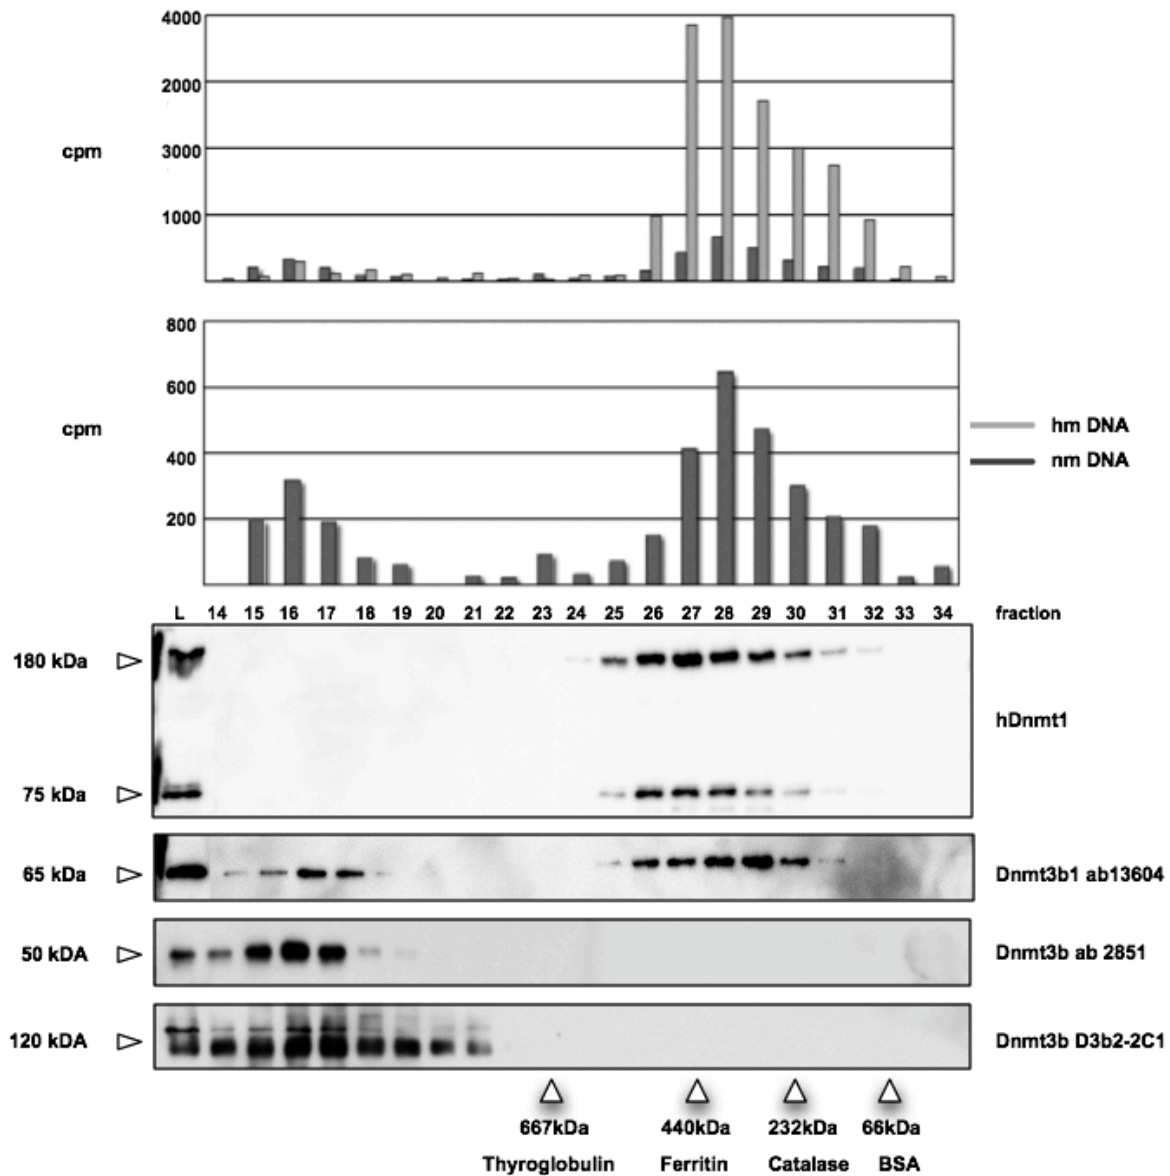 4000
2000
cpm
3000
1000
800
600
cpm
400
200
hm DNA
nm DNA
L 14 15 16 17 18 19 20 21 22 23 24 25 26 27 28 29 30 31 32 33 34 fraction
180 kDa
hDnmt1
75 kDa
65 kDa Dnmt3b1 ab13604
50 kDA Dnmt3b ab 2851
120 kDA Dnmt3b D3b2-2C1
667kDa 440kDa 232kDa 66kDa
Thyroglobulin Ferritin Catalase BSA